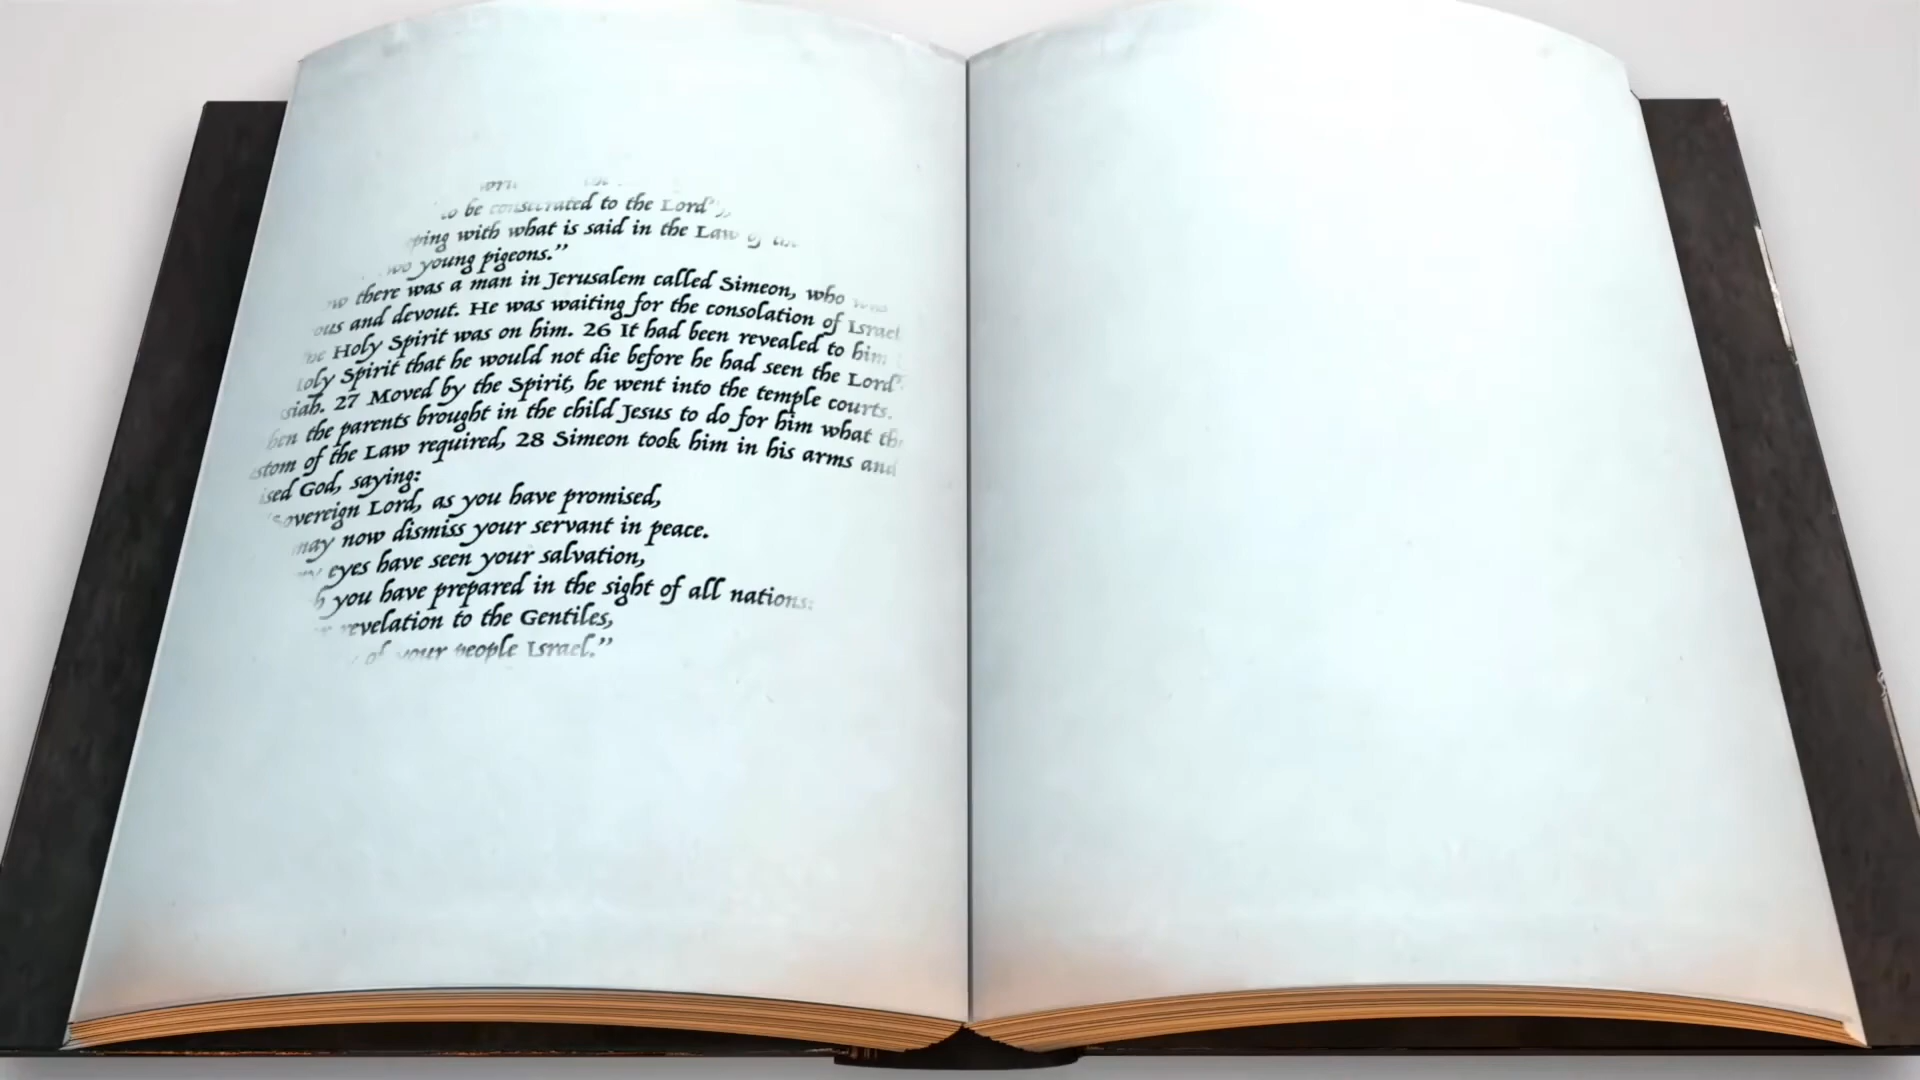 be consecrated to the Lord"),
with what is said in the Law
young pigeons."
there was a man in Jerusalem called Simeon, who was
and devout. He was waiting for the consolation of Israel
Holy Spirit was on him. 26 It had been revealed to him
Spirit that he would not die before he had seen the Lord's
27 Moved by the Spirit, he went into the temple courts.
the parents brought in the child Jesus to do for him what
of the Law required, 28 Simeon took him in his arms and
God, saying:
"Sovereign Lord, as you have promised,
may now dismiss your servant in peace.
eyes have seen your salvation,
you have prepared in the sight of all nations:
revelation to the Gentiles,
of your people Israel."